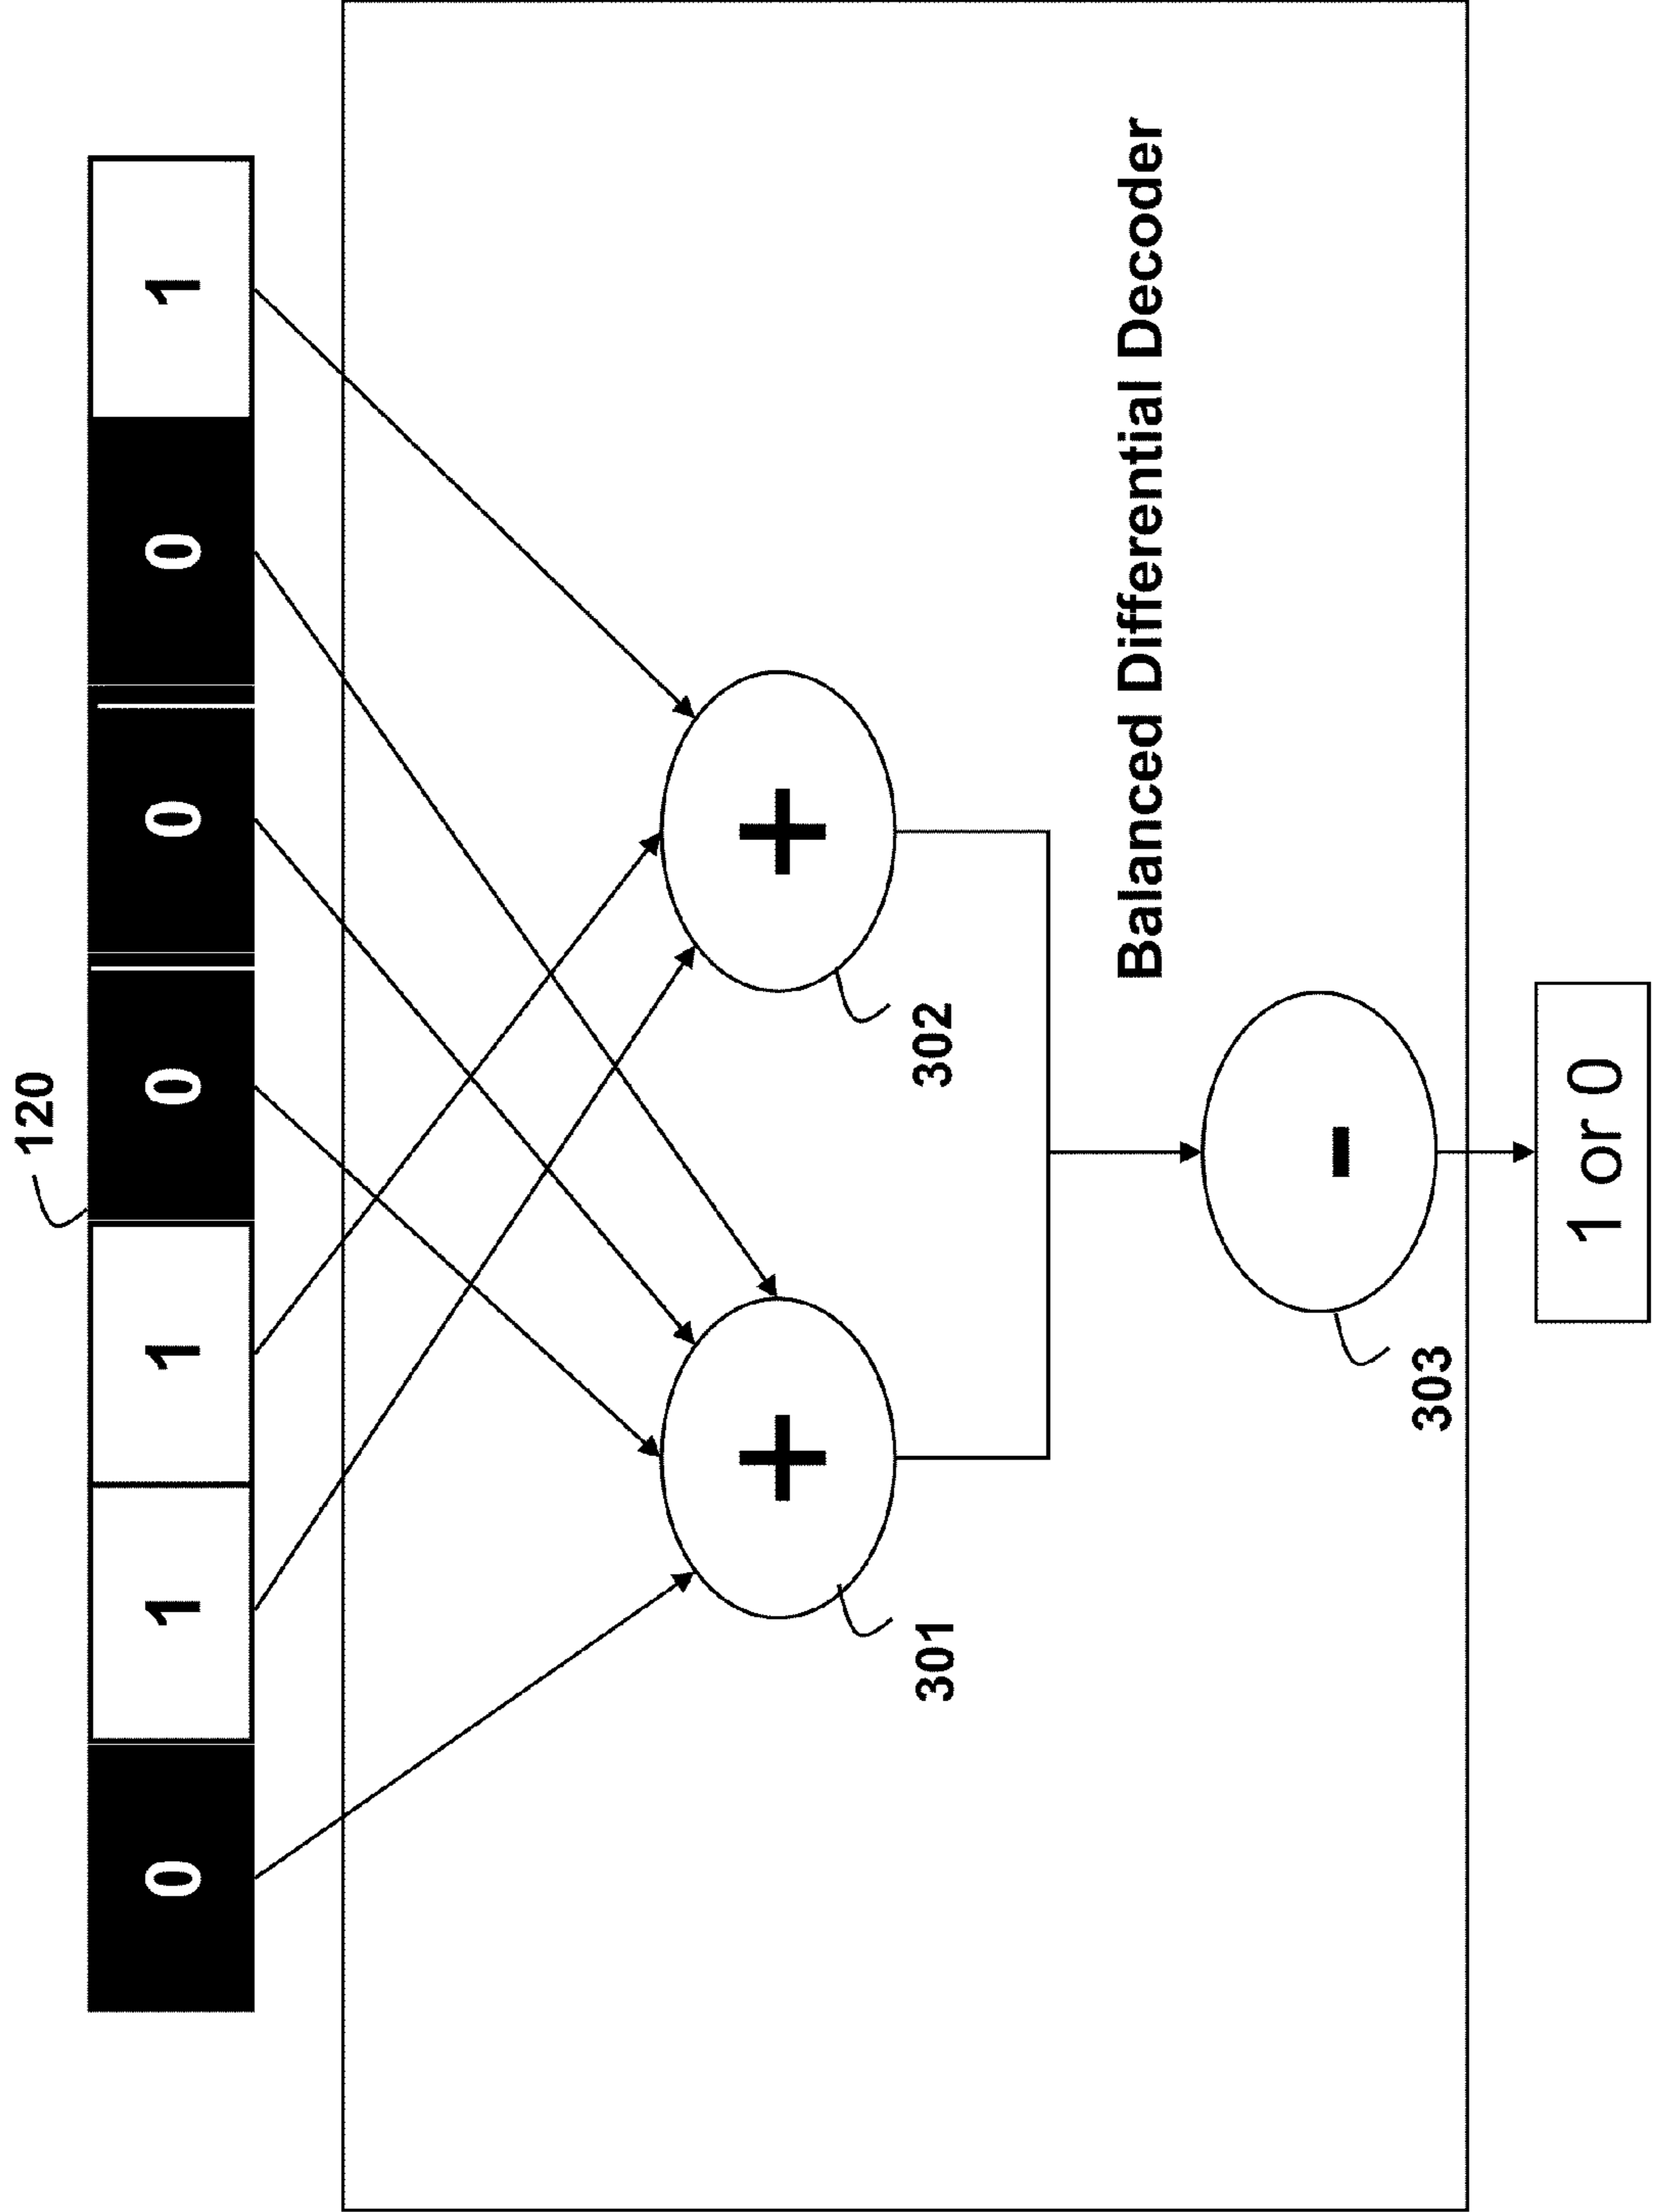 120
0 1 1 0 0 0 1
+ +
301 302
Balanced Differential Decoder
-
303
1 or 0